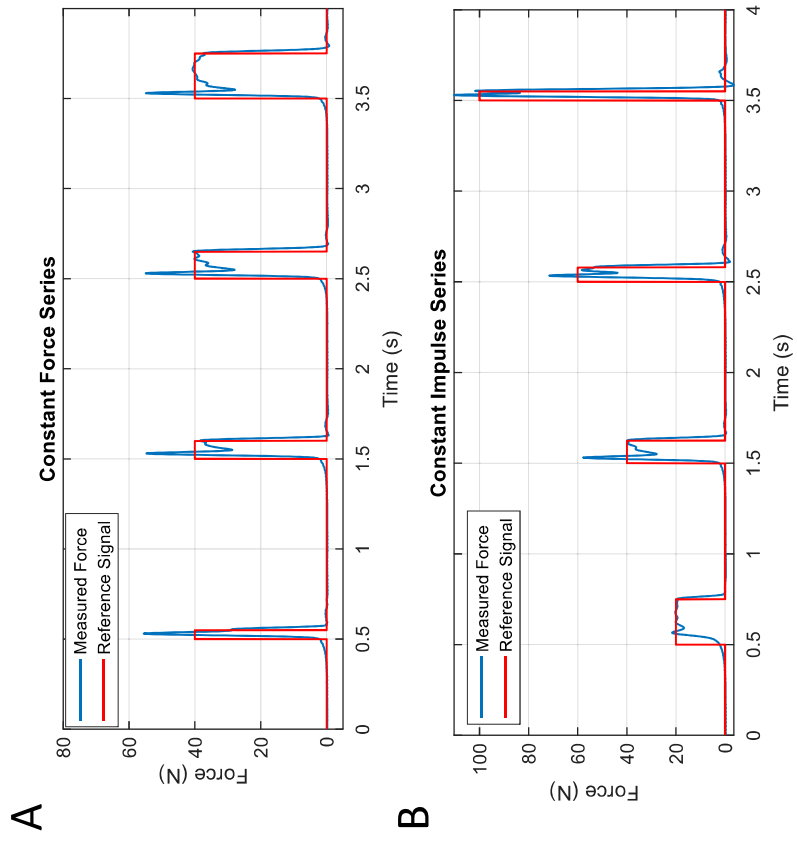 A
Constant Force Series
Measured Force
Reference Signal
Force (N)
80
60
40
20
0
0
0.5
1
1.5
2
2.5
3
3.5
Time (s)
B
Constant Impulse Series
Measured Force
Reference Signal
Force (N)
100
80
60
40
20
0
0
0.5
1
1.5
2
2.5
3
3.5
4
Time (s)